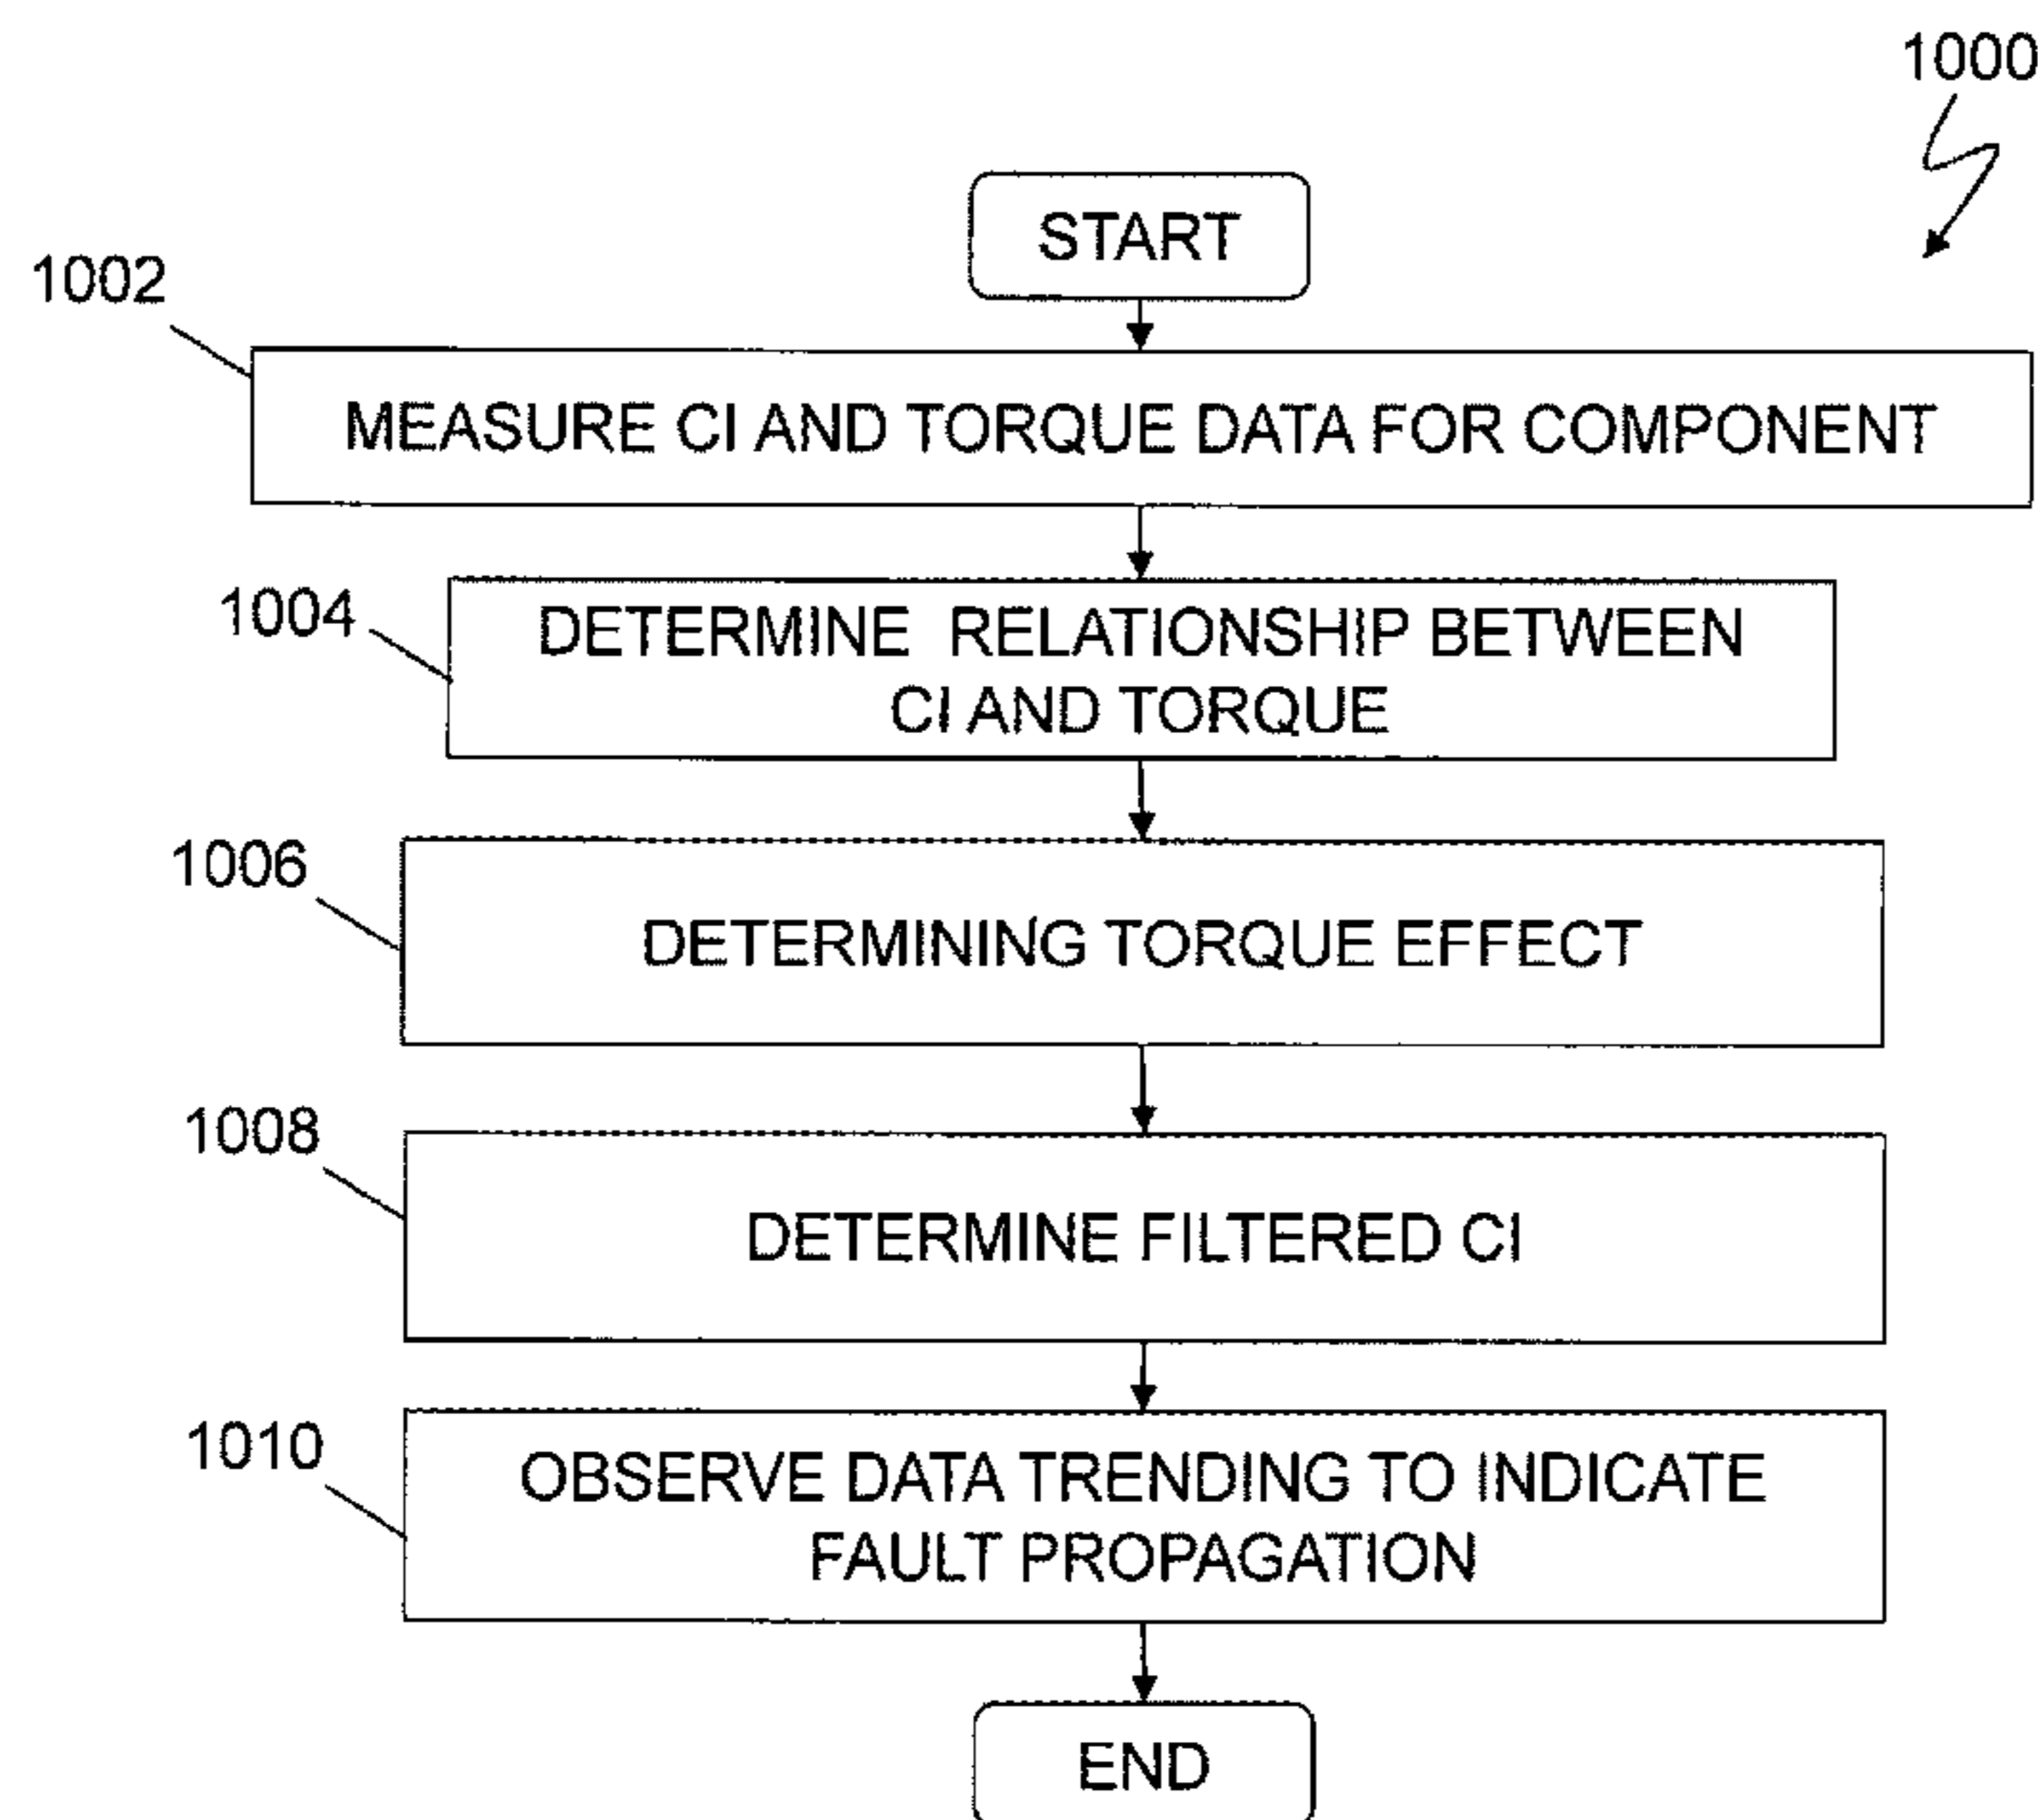 1000
START
1002
MEASURE CI AND TORQUE DATA FOR COMPONENT
1004
DETERMINE RELATIONSHIP BETWEEN
CI AND TORQUE
1006
DETERMINING TORQUE EFFECT
1008
DETERMINE FILTERED CI
1010
OBSERVE DATA TRENDING TO INDICATE
FAULT PROPAGATION
END